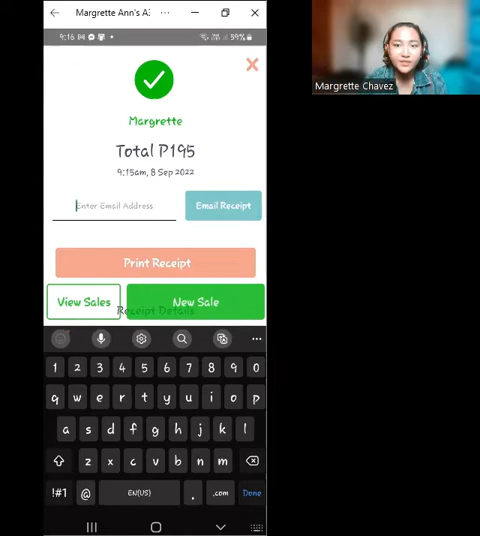 Margrette Ann's A3
9:16
59%
Margrette
Total P195
9:15am, 8 Sep 2022
Enter Email Address
Email Receipt
Print Receipt
View Sales
New Sale
Receipt Details
1 2 3 4 5 6 7 8 9 0
q w e r t y u i o p
a s d f g h j k l
z x c v b n m
!#1 @ EN(US) . .com Done
Margrette Chavez